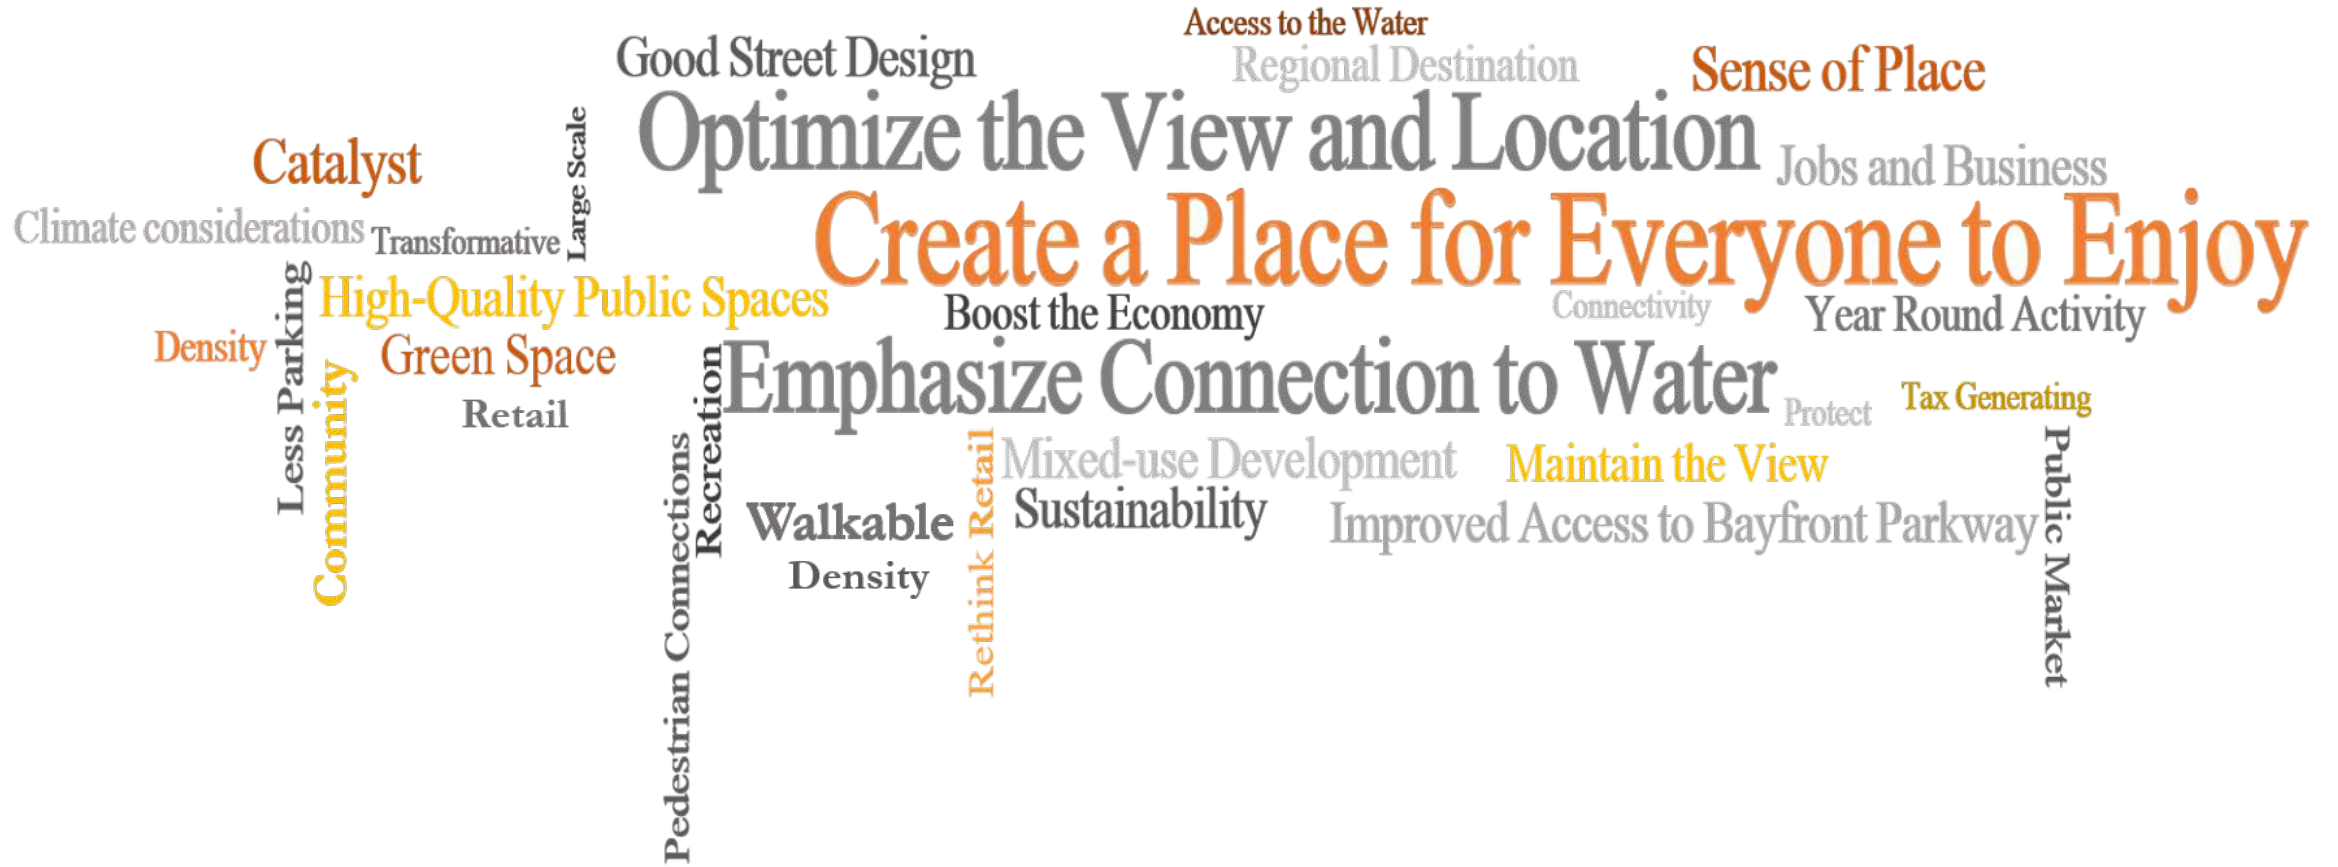 Access to the Water
Good Street Design
Regional Destination
Sense of Place
Optimize the View and Location
Large Scale
Catalyst
Jobs and Business
Create a Place for Everyone to Enjoy
Climate considerations
Transformative
High-Quality Public Spaces
Less Parking
Boost the Economy
Connectivity
Year Round Activity
Density
Green Space
Community
Recreation
Emphasize Connection to Water
Protect
Tax Generating
Retail
Pedestrian Connections
Rethink Retail
Mixed-use Development
Maintain the View
Public Market
Walkable
Sustainability
Improved Access to Bayfront Parkway
Density